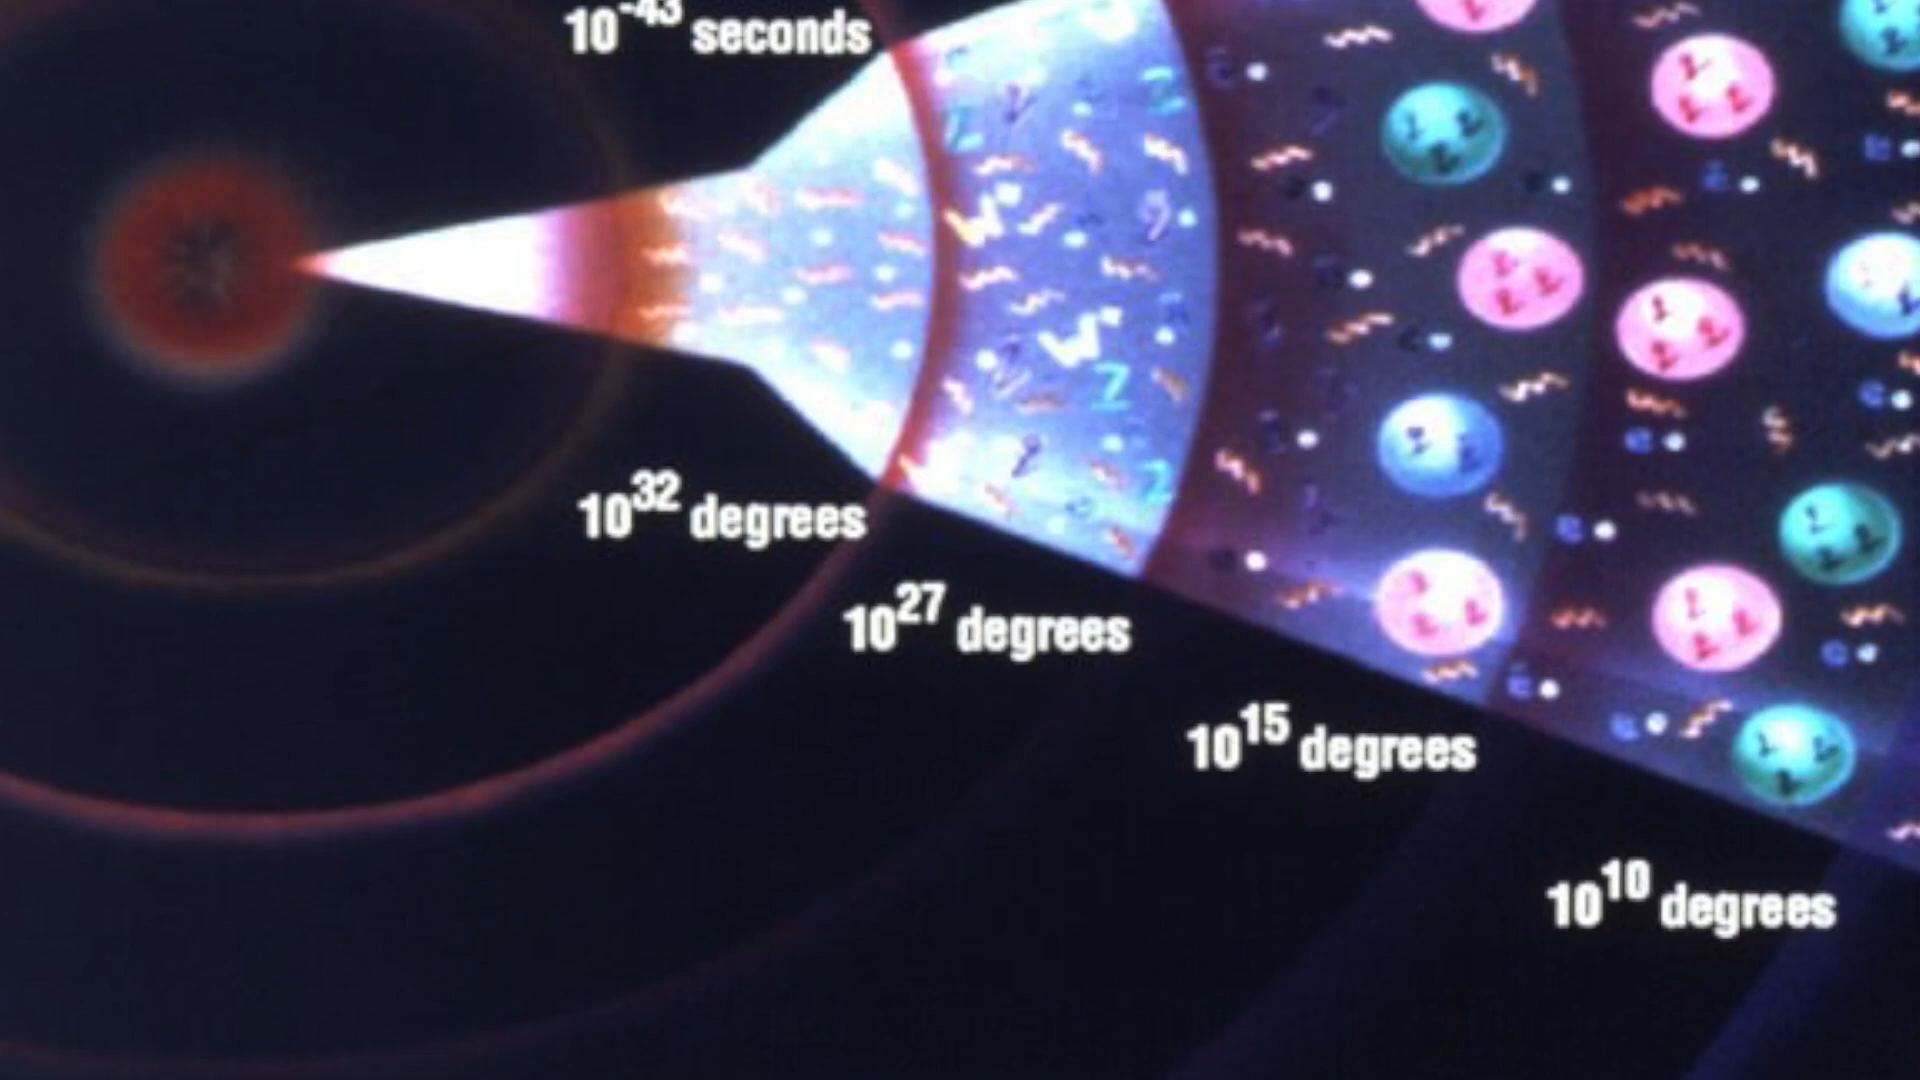 10⁻⁴³ seconds
10³² degrees
10²⁷ degrees
10¹⁵ degrees
10¹⁰ degrees